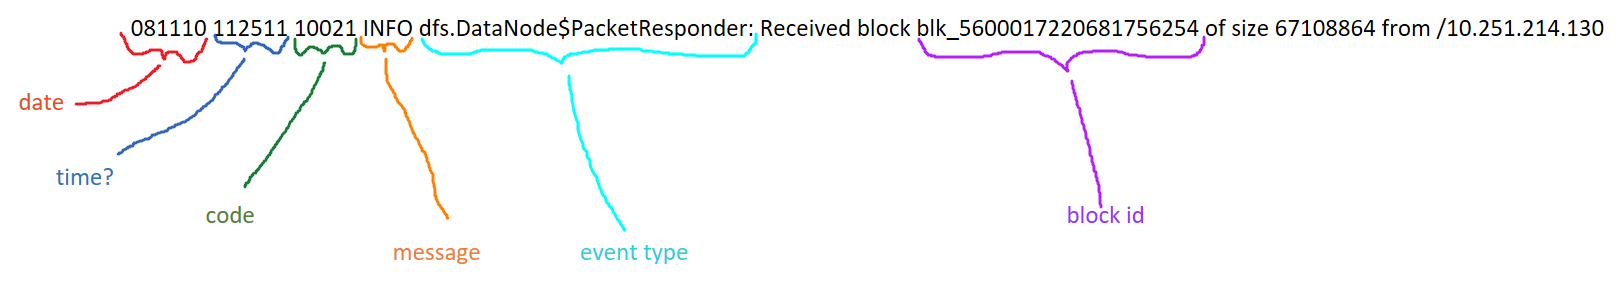 081110 112511 10021 INFO dfs.DataNode$PacketResponder: Received block blk_5600017220681756254 of size 67108864 from /10.251.214.130
date
time?
code
block id
message
event type